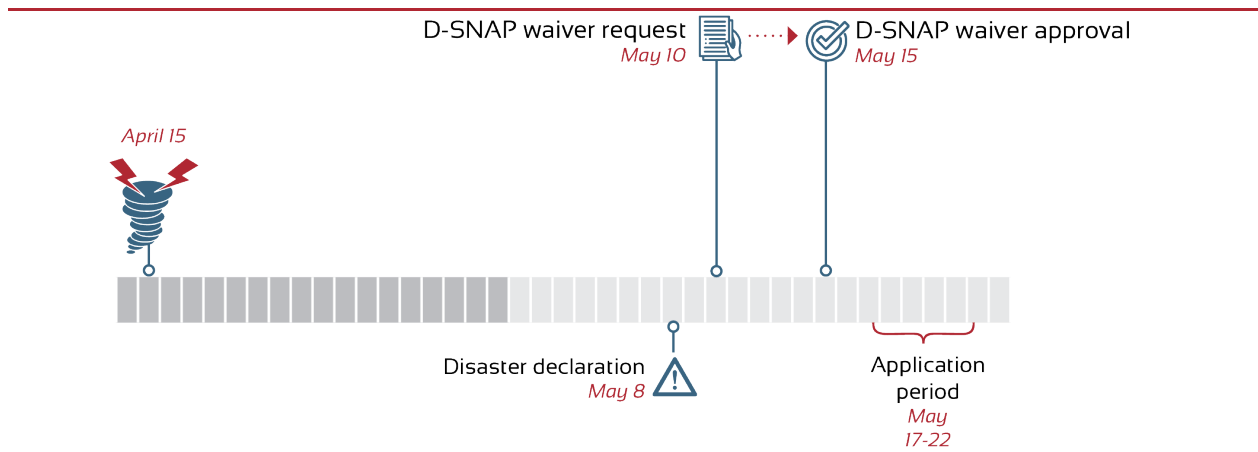 D-SNAP waiver request
May 10
D-SNAP waiver approval
May 15
April 15
Disaster declaration
May 8
Application
period
May
17-22